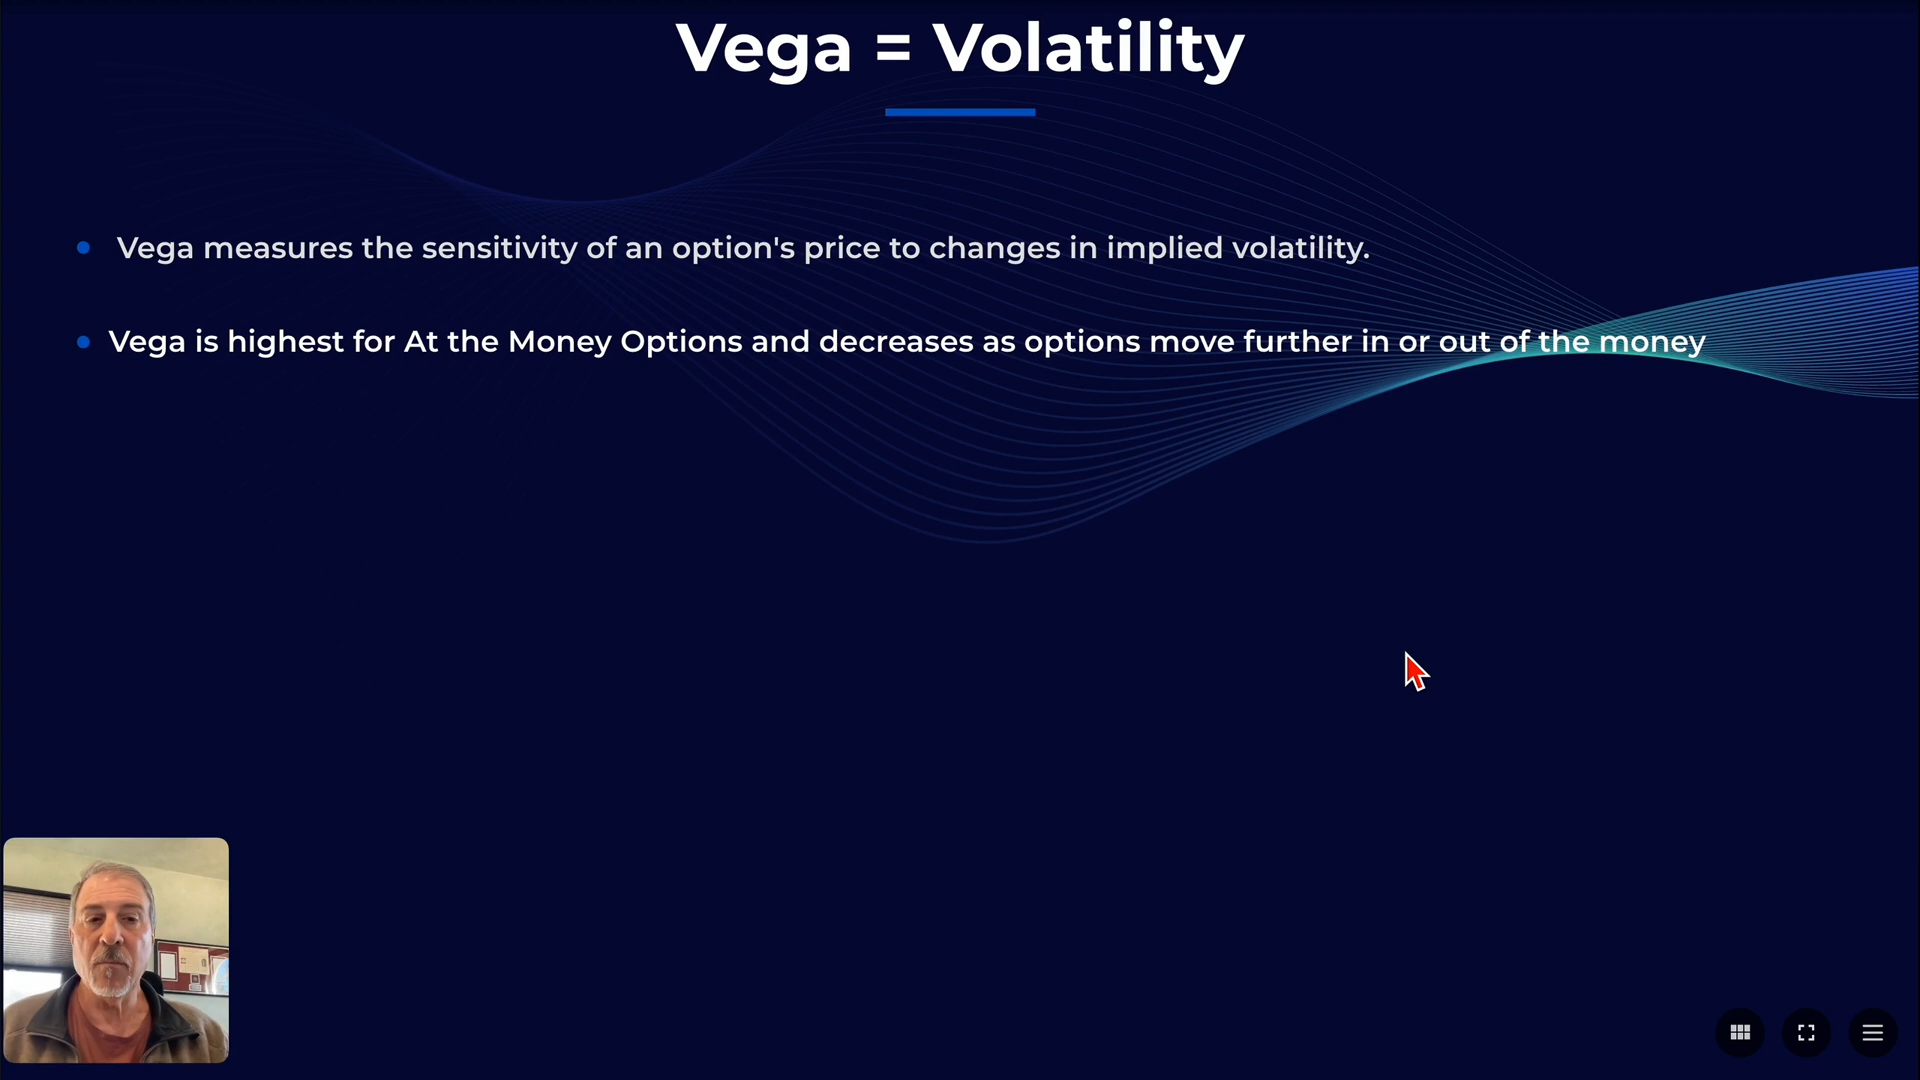 Vega = Volatility
Vega measures the sensitivity of an option's price to changes in implied volatility.
Vega is highest for At the Money Options and decreases as options move further in or out of the money